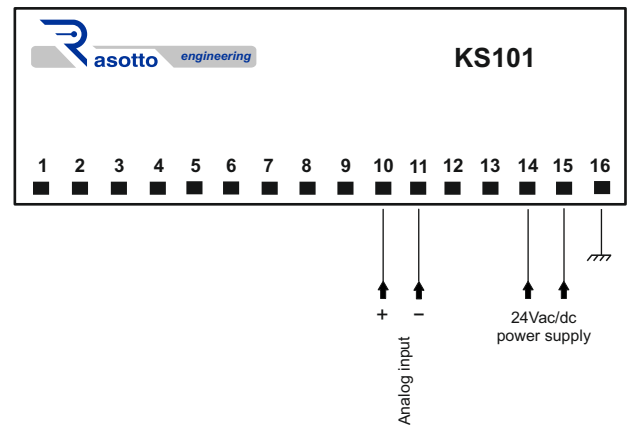 Rasotto engineering
KS101
1 2 3 4 5 6 7 8 9 10 11 12 13 14 15 16
+ –
Analog input
24Vac/dc
power supply